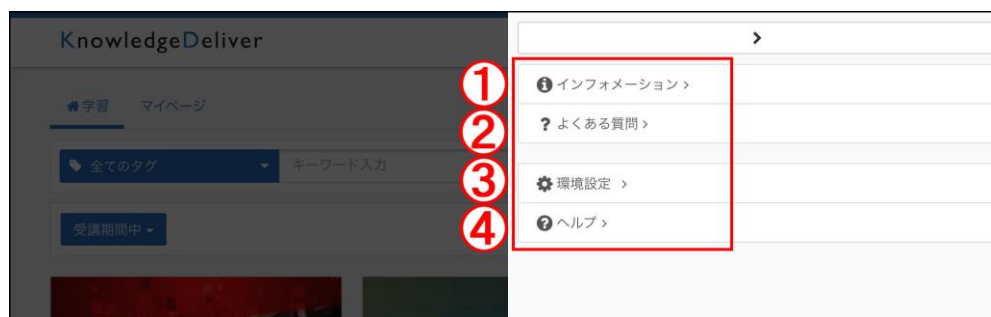 KnowledgeDeliver
学習 マイページ
全てのタグ キーワード入力
受講期間中
① インフォメーション >
② ? よくある質問 >
③ 環境設定 >
④ ヘルプ >